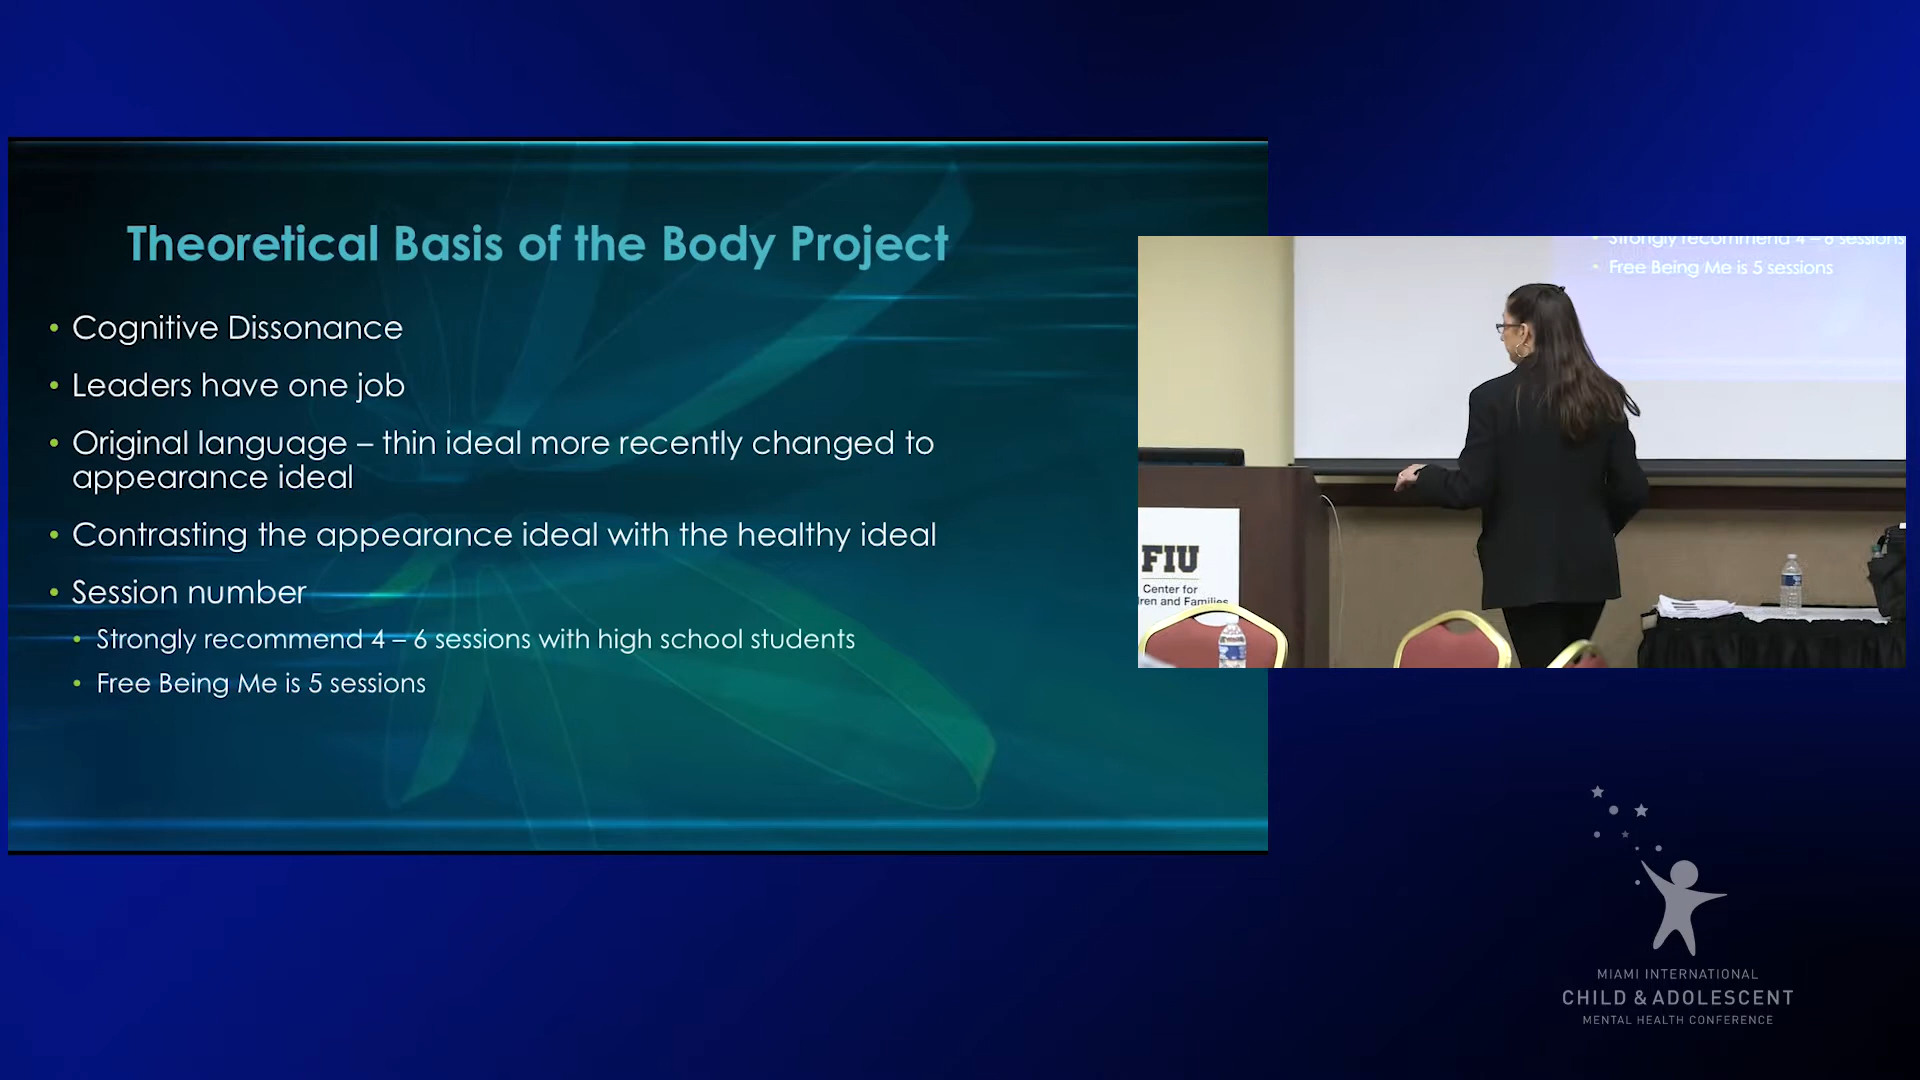 Theoretical Basis of the Body Project
• Cognitive Dissonance
• Leaders have one job
• Original language – thin ideal more recently changed to
appearance ideal
• Contrasting the appearance ideal with the healthy ideal
• Session number
• Strongly recommend 4 – 6 sessions with high school students
• Free Being Me is 5 sessions
• Strongly recommend 4 – 6 sessions
• Free Being Me is 5 sessions
FIU
Center for
ren and Families
MIAMI INTERNATIONAL
CHILD & ADOLESCENT
MENTAL HEALTH CONFERENCE